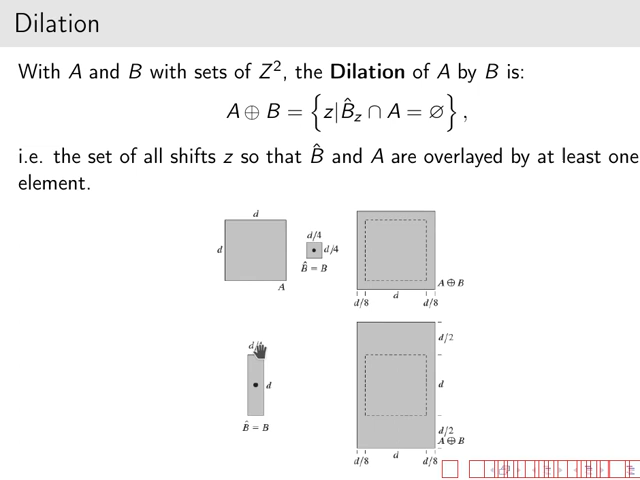 Dilation
With A and B with sets of Z², the Dilation of A by B is:
A ⊕ B = { z|B̂z ∩ A = ∅ } ,
i.e. the set of all shifts z so that B̂ and A are overlayed by at least one
element.
d
d
A
d/4
d/4
B̂ = B
A ⊕ B
d/8
d
d/8
d
B̂ = B
d/2
d
d/2
A ⊕ B
d/8
d
d/8